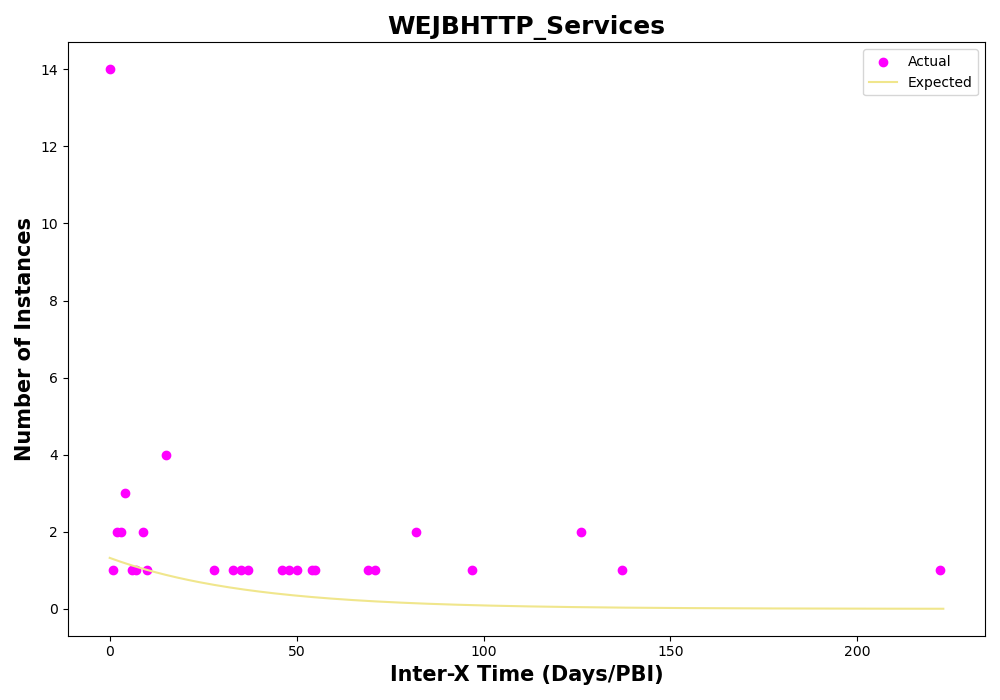 WEJBHTTP_Services
Actual
Expected
Number of Instances
14
12
10
8
6
4
2
0
0 50 100 150 200
Inter-X Time (Days/PBI)